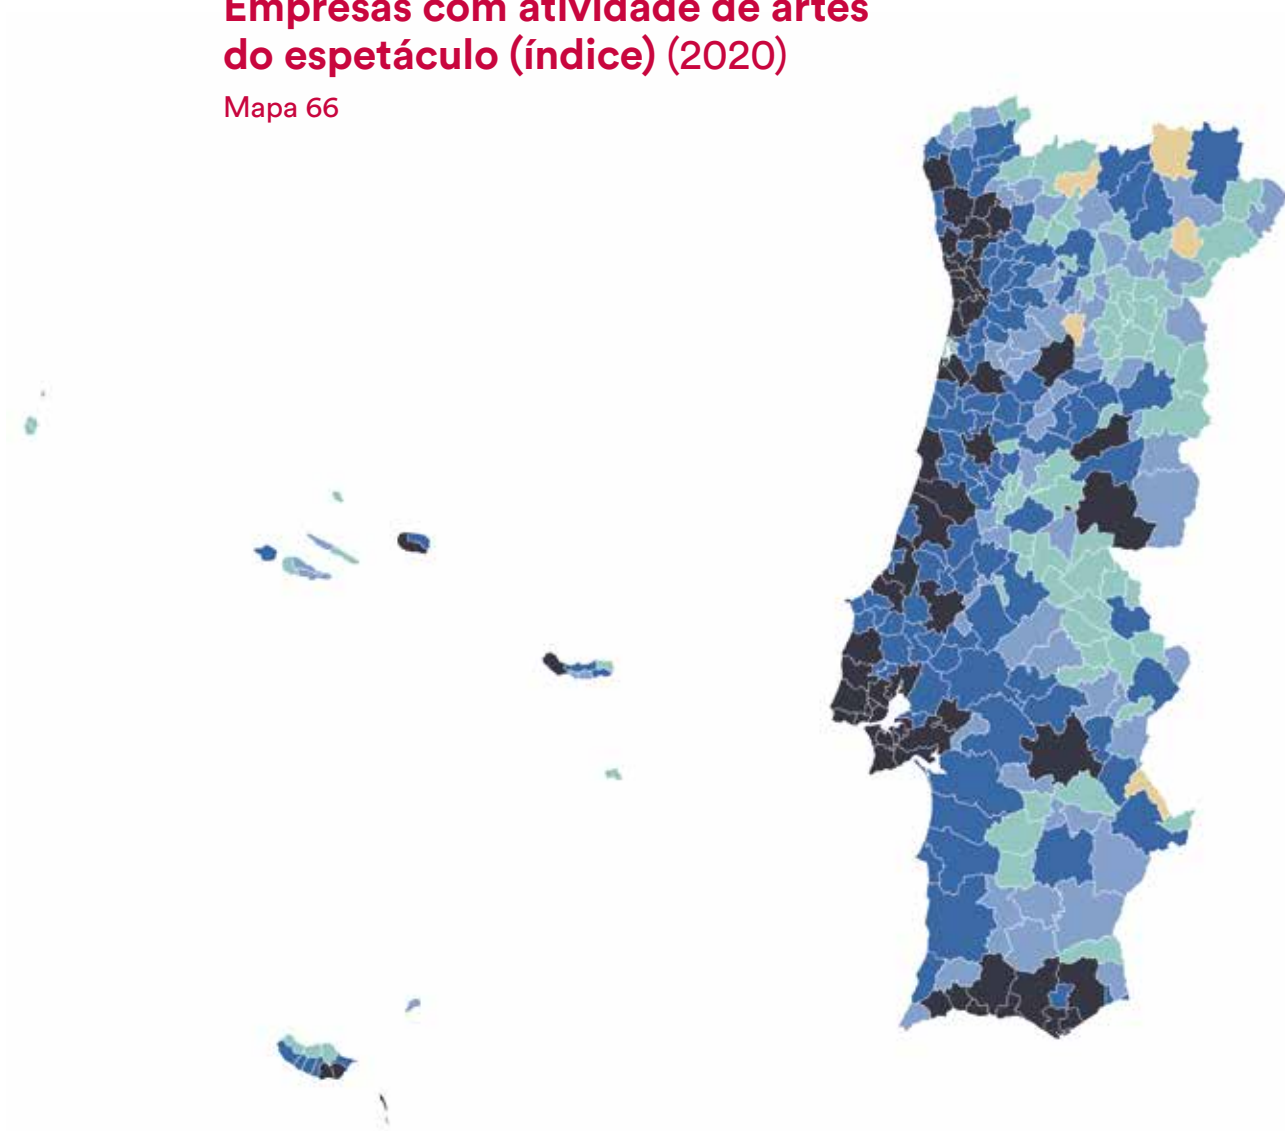 Empresas com atividade de artes
do espetáculo (índice) (2020)
Mapa 66